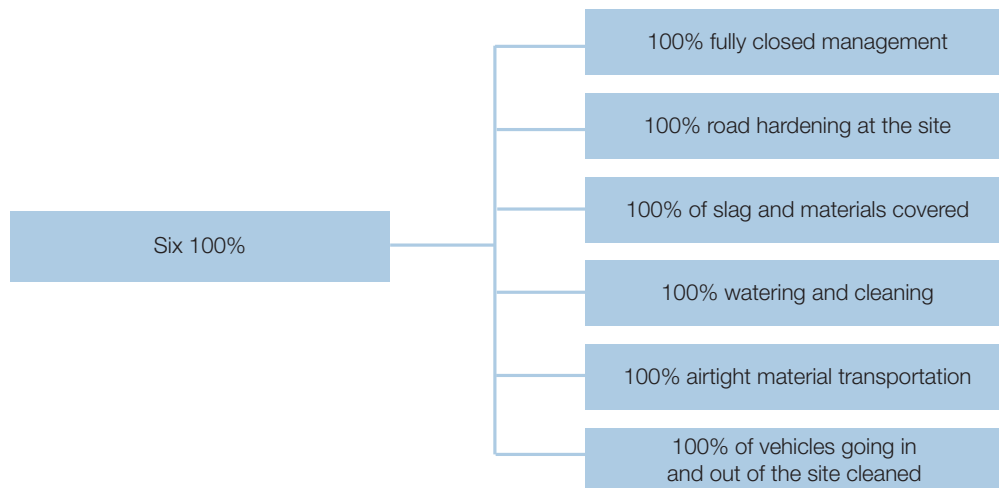 Six 100%
100% fully closed management
100% road hardening at the site
100% of slag and materials covered
100% watering and cleaning
100% airtight material transportation
100% of vehicles going in
and out of the site cleaned